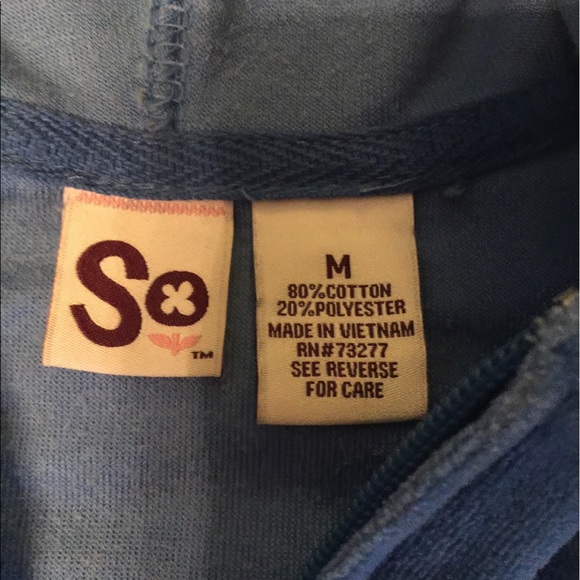 So
TM
M
80%COTTON
20%POLYESTER
MADE IN VIETNAM
RN#73277
SEE REVERSE
FOR CARE